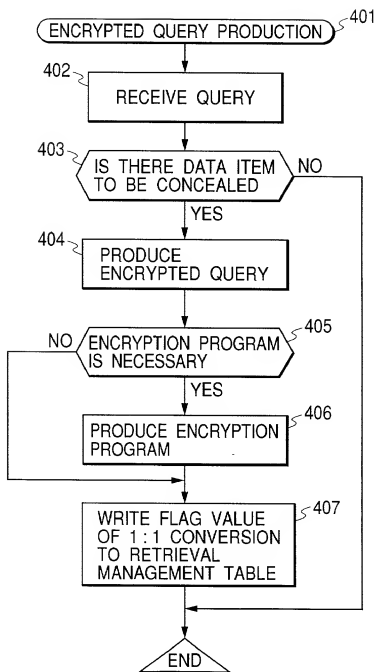 ENCRYPTED QUERY PRODUCTION
401
402
RECEIVE QUERY
403
IS THERE DATA ITEM
TO BE CONCEALED
NO
YES
404
PRODUCE
ENCRYPTED QUERY
NO
405
ENCRYPTION PROGRAM
IS NECESSARY
YES
406
PRODUCE ENCRYPTION
PROGRAM
407
WRITE FLAG VALUE
OF 1:1 CONVERSION
TO RETRIEVAL
MANAGEMENT TABLE
END